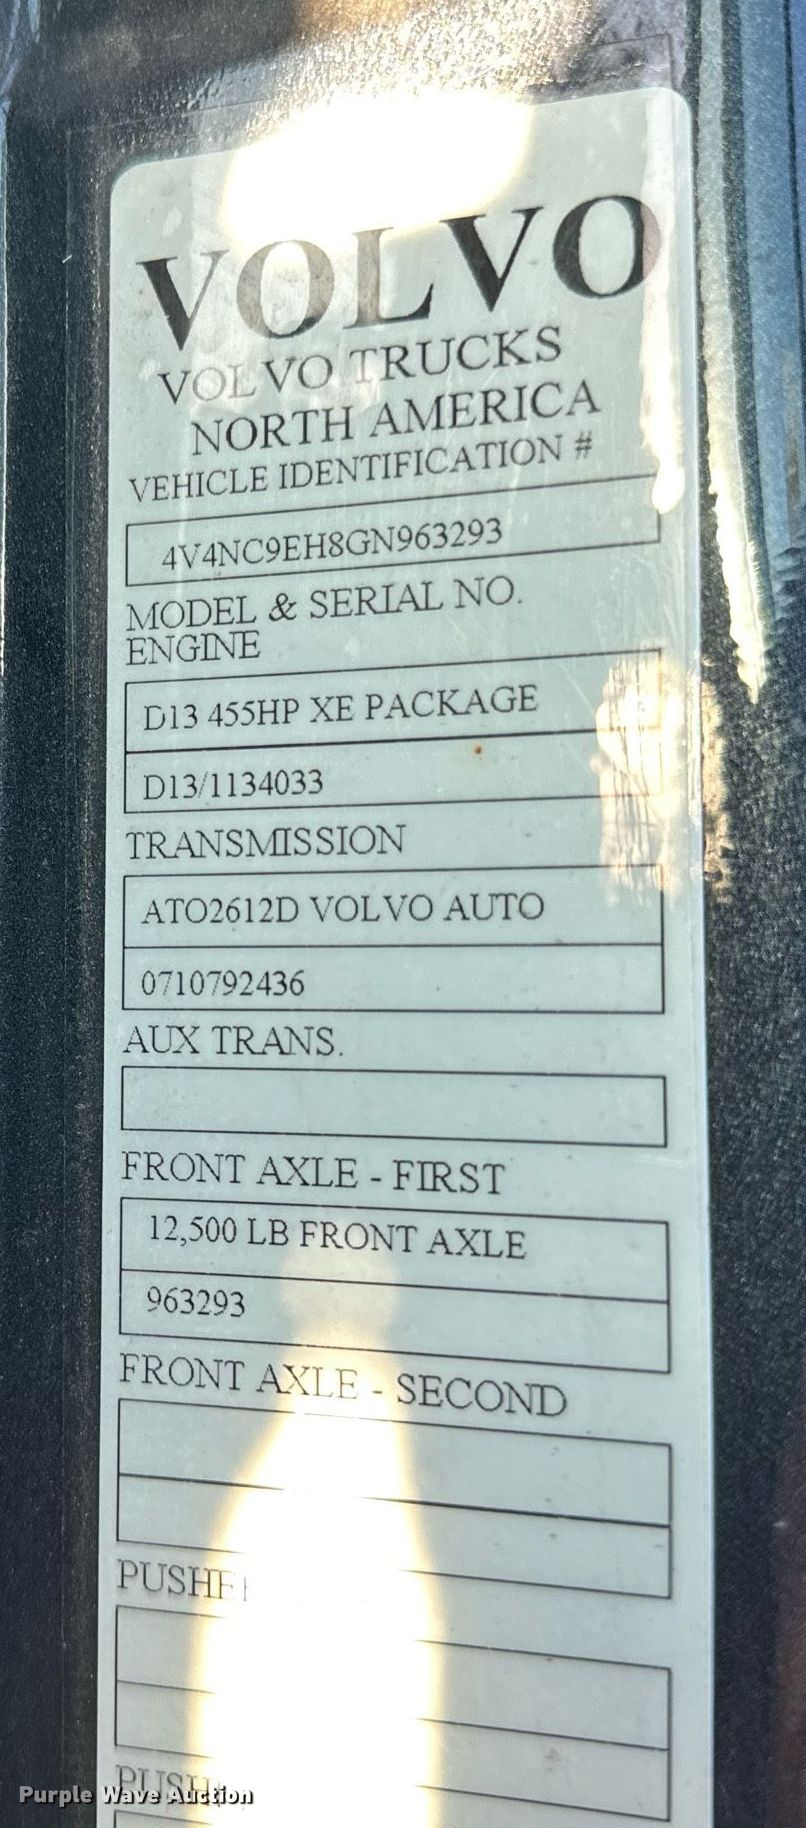 VOLVO
VOLVO TRUCKS
NORTH AMERICA
VEHICLE IDENTIFICATION #
4V4NC9EH8GN963293
MODEL & SERIAL NO.
ENGINE
D13 455HP XE PACKAGE
D13/1134033
TRANSMISSION
ATO2612D VOLVO AUTO
0710792436
AUX TRANS.
FRONT AXLE - FIRST
12,500 LB FRONT AXLE
963293
FRONT AXLE - SECOND
Purple Wave Auction